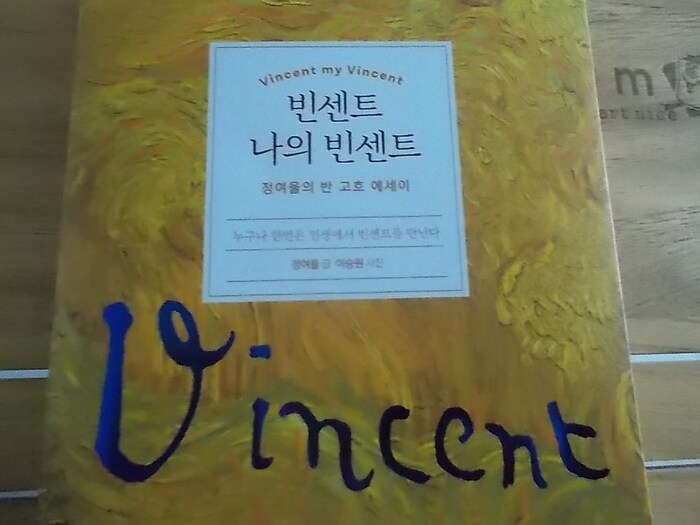 Vincent my Vincent
빈센트
나의 빈센트
정여울의 반 고흐 에세이
누구나 한번은 인생에서 빈센트를 만난다
정여울 글 이승원 사진
Vincent
m
art nice